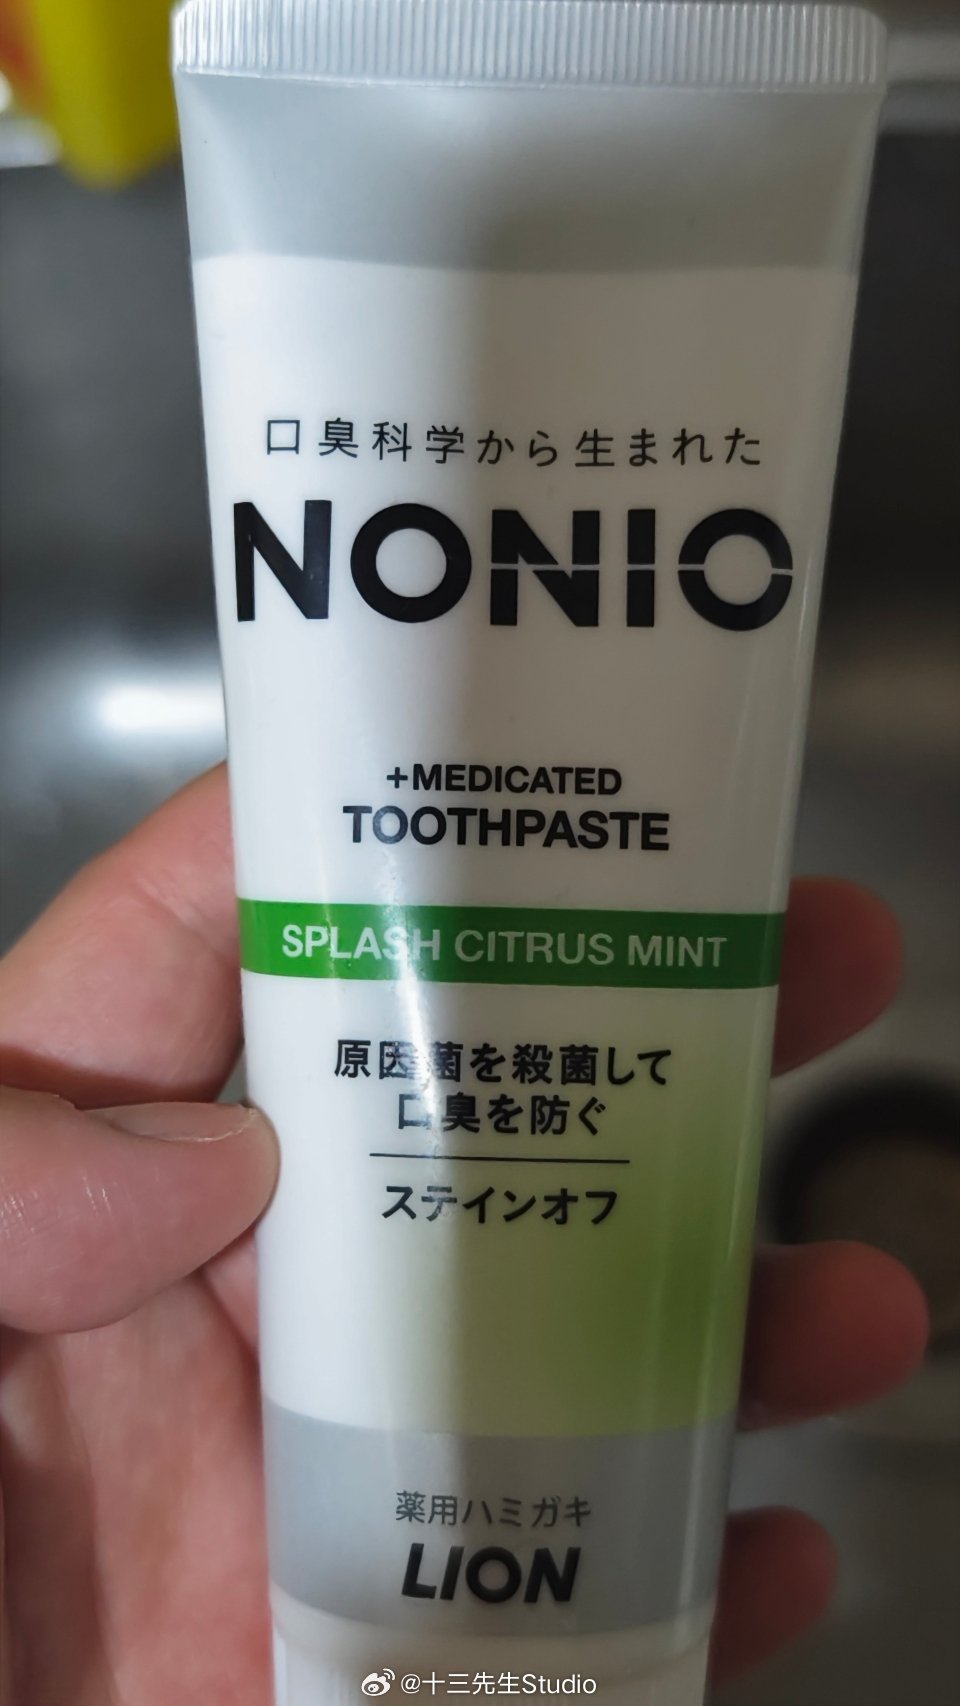 口臭科学から生まれた
NONIO
+MEDICATED
TOOTHPASTE
SPLASH CITRUS MINT
原因菌を殺菌して
口臭を防ぐ
ステインオフ
薬用ハミガキ
LION
@十三先生Studio